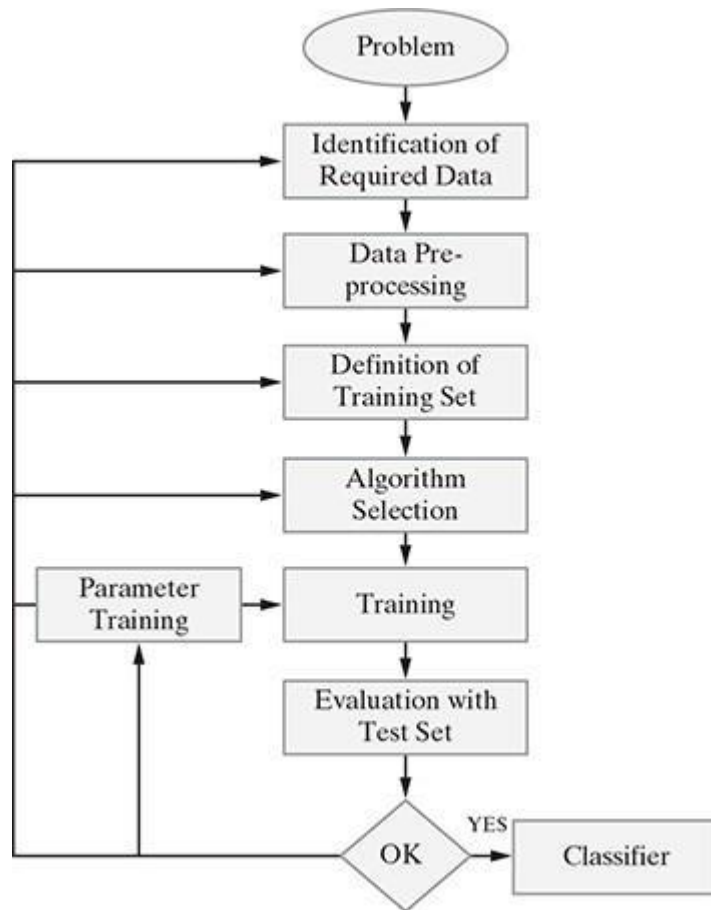 Problem
Identification of
Required Data
Data Pre-
processing
Definition of
Training Set
Algorithm
Selection
Parameter
Training
Training
Evaluation with
Test Set
OK
YES
Classifier